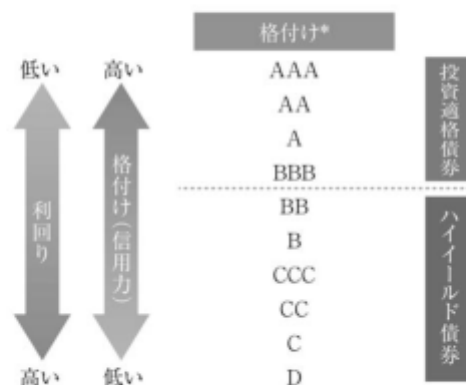 格付け*
低い 高い AAA
AA
A
BBB
BB
B
CCC
CC
C
高い 低い D
利回り
格付け(信用力)
投資適格債券
ハイイールド債券